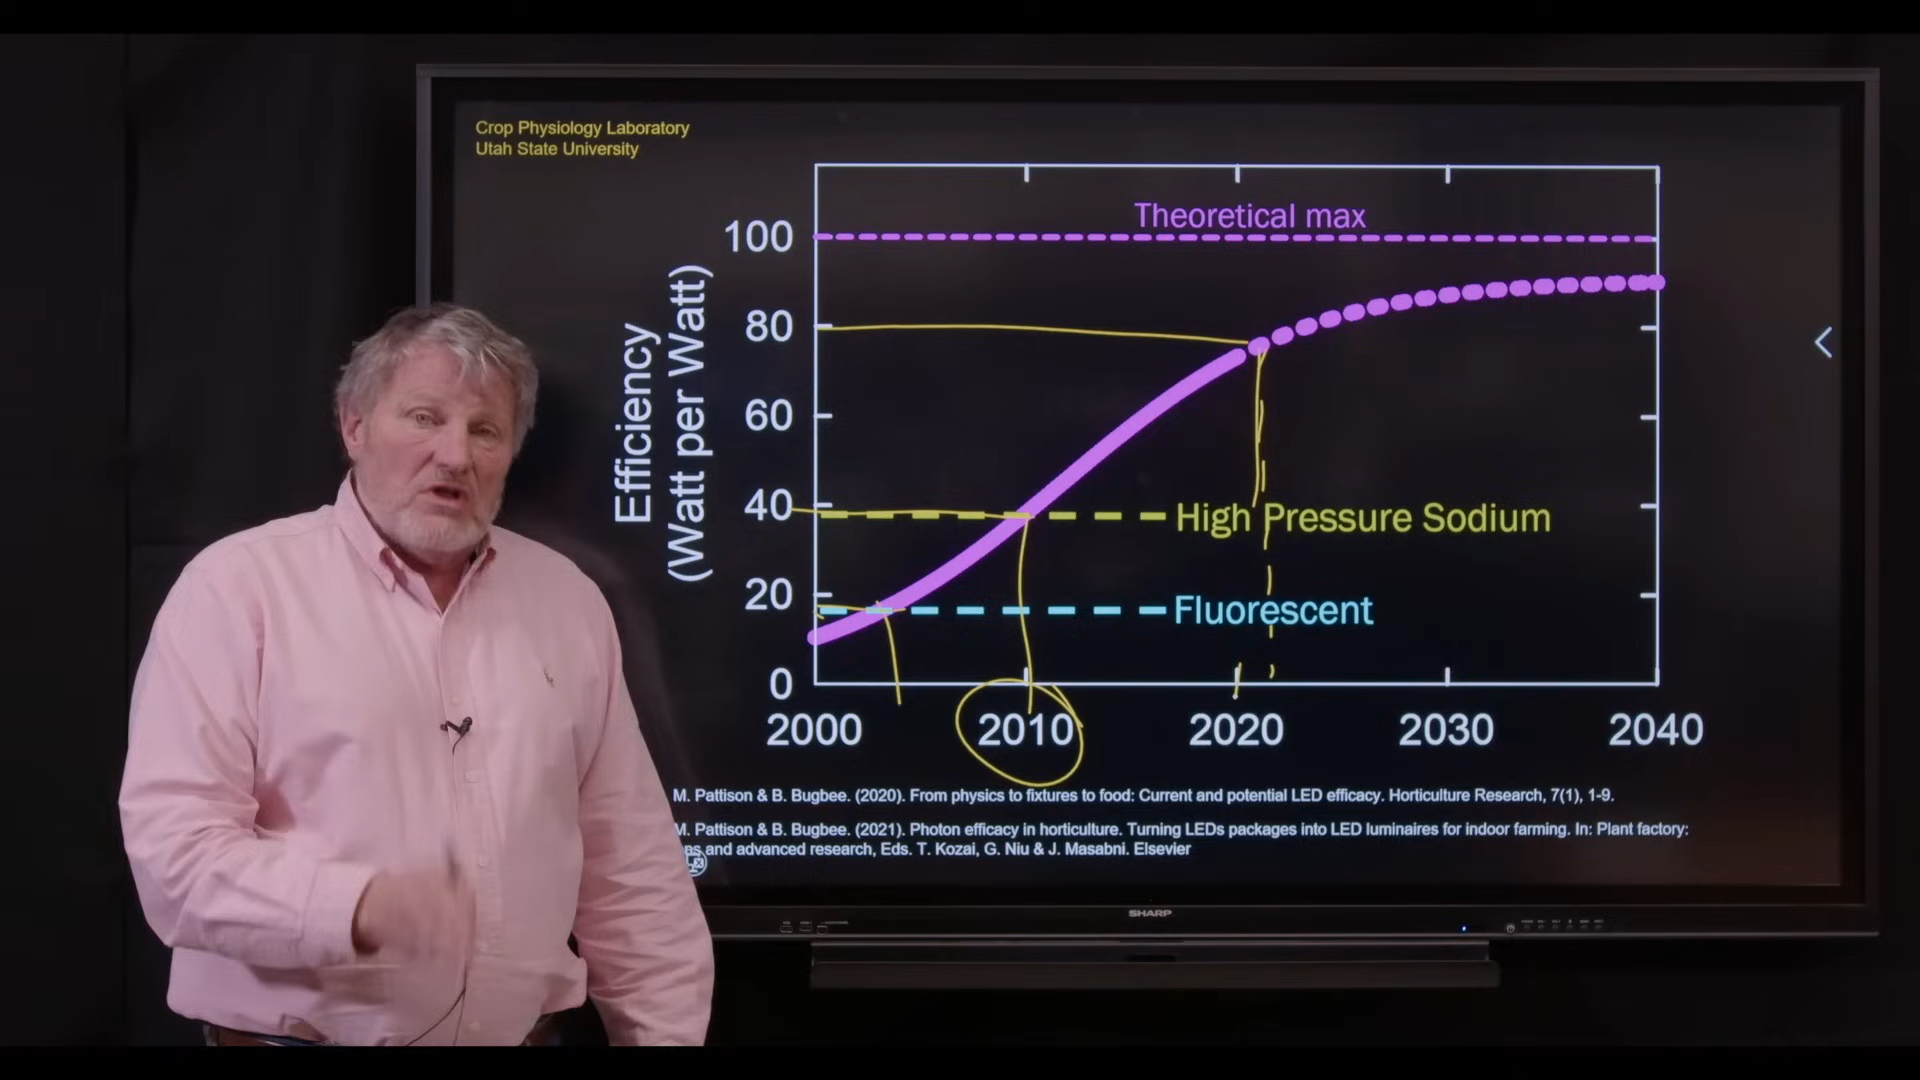 Crop Physiology Laboratory
Utah State University
Theoretical max
100
80
60
40
20
0
Efficiency
(Watt per Watt)
High Pressure Sodium
Fluorescent
2000 2010 2020 2030 2040
M. Pattison & B. Bugbee. (2020). From physics to fixtures to food: Current and potential LED efficacy. Horticulture Research, 7(1), 1-9.
M. Pattison & B. Bugbee. (2021). Photon efficacy in horticulture. Turning LEDs packages into LED luminaires for indoor farming. In: Plant factory:
and advanced research, Eds. T. Kozai, G. Niu & J. Masabni. Elsevier
SHARP